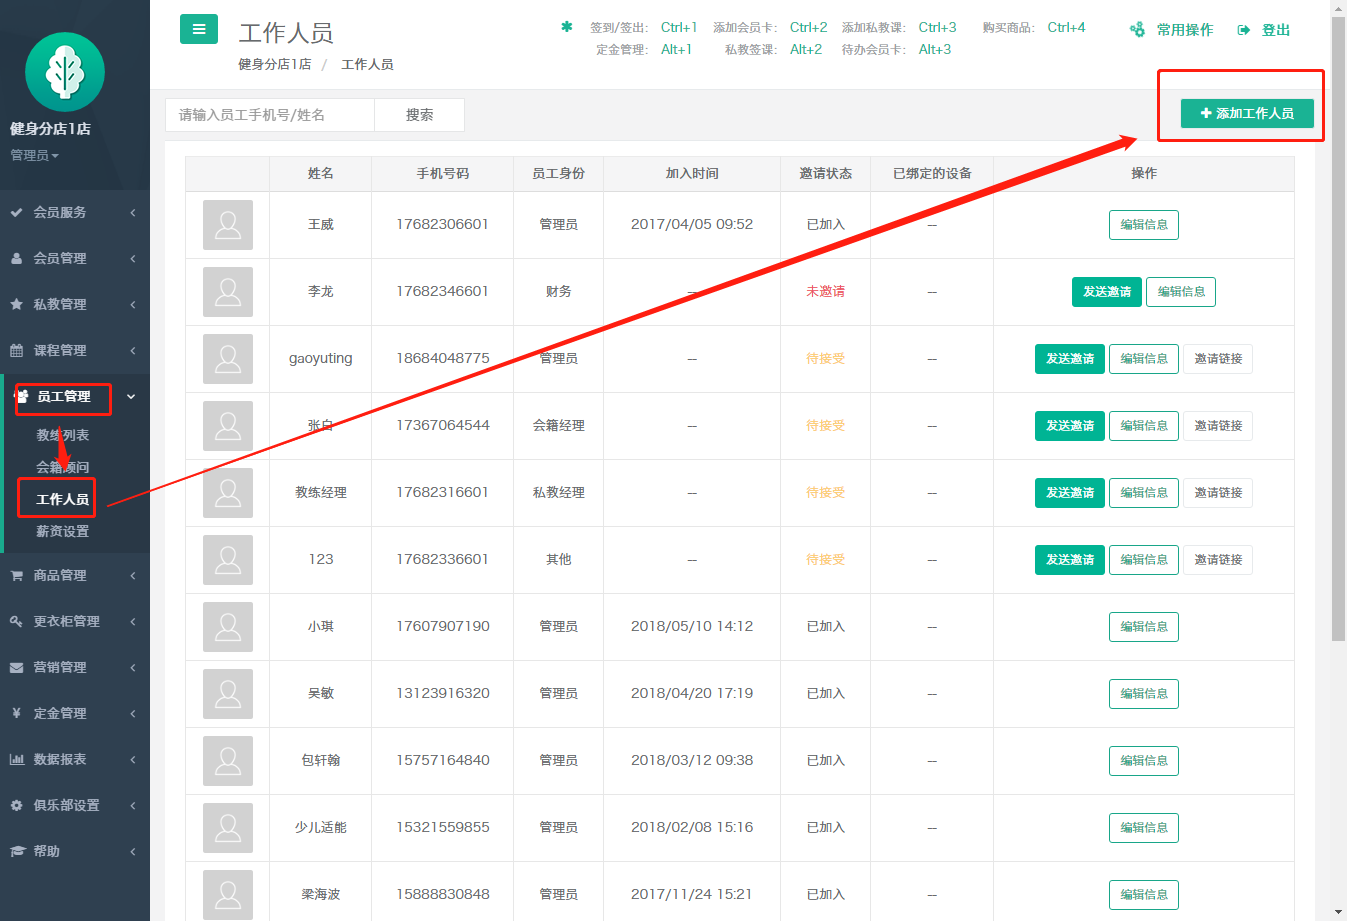 健身分店1店
管理员
会员服务
会员管理
私教管理
课程管理
员工管理
教练列表
会籍顾问
工作人员
薪资设置
商品管理
更衣柜管理
营销管理
定金管理
数据报表
俱乐部设置
帮助
工作人员
健身分店1店 / 工作人员
签到/签出: Ctrl+1 添加会员卡: Ctrl+2 添加私教课: Ctrl+3 购买商品: Ctrl+4
定金管理: Alt+1 私教签课: Alt+2 待办会员卡: Alt+3
常用操作 登出
请输入员工手机号/姓名 搜索
添加工作人员
姓名 手机号码 员工身份 加入时间 邀请状态 已绑定的设备 操作
王威 17682306601 管理员 2017/04/05 09:52 已加入 -- 编辑信息
李龙 17682346601 财务 -- 未邀请 -- 发送邀请 编辑信息
gaoyuting 18684048775 管理员 -- 待接受 -- 发送邀请 编辑信息 邀请链接
张白 17367064544 会籍经理 -- 待接受 -- 发送邀请 编辑信息 邀请链接
教练经理 17682316601 私教经理 -- 待接受 -- 发送邀请 编辑信息 邀请链接
123 17682336601 其他 -- 待接受 -- 发送邀请 编辑信息 邀请链接
小琪 17607907190 管理员 2018/05/10 14:12 已加入 -- 编辑信息
吴敏 13123916320 管理员 2018/04/20 17:19 已加入 -- 编辑信息
包轩翰 15757164840 管理员 2018/03/12 09:38 已加入 -- 编辑信息
少儿适能 15321559855 管理员 2018/02/08 15:16 已加入 -- 编辑信息
梁海波 15888830848 管理员 2017/11/24 15:21 已加入 -- 编辑信息